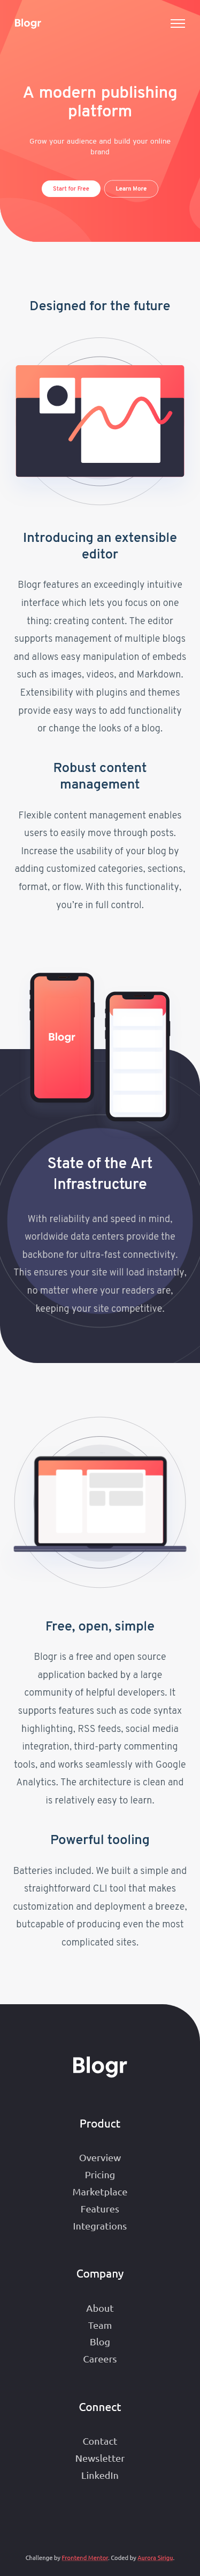 Blogr
A modern publishing
platform
Grow your audience and build your online
brand
Start for Free
Learn More
Designed for the future
Introducing an extensible
editor
Blogr features an exceedingly intuitive
interface which lets you focus on one
thing: creating content. The editor
supports management of multiple blogs
and allows easy manipulation of embeds
such as images, videos, and Markdown.
Extensibility with plugins and themes
provide easy ways to add functionality
or change the looks of a blog.
Robust content
management
Flexible content management enables
users to easily move through posts.
Increase the usability of your blog by
adding customized categories, sections,
format, or flow. With this functionality,
you're in full control.
Blogr
State of the Art
Infrastructure
With reliability and speed in mind,
worldwide data centers provide the
backbone for ultra-fast connectivity.
This ensures your site will load instantly,
no matter where your readers are,
keeping your site competitive.
Free, open, simple
Blogr is a free and open source
application backed by a large
community of helpful developers. It
supports features such as code syntax
highlighting, RSS feeds, social media
integration, third-party commenting
tools, and works seamlessly with Google
Analytics. The architecture is clean and
is relatively easy to learn.
Powerful tooling
Batteries included. We built a simple and
straightforward CLI tool that makes
customization and deployment a breeze,
butcapable of producing even the most
complicated sites.
Blogr
Product
Overview
Pricing
Marketplace
Features
Integrations
Company
About
Team
Blog
Careers
Connect
Contact
Newsletter
LinkedIn
Challenge by Frontend Mentor. Coded by Aurora Sirigu.